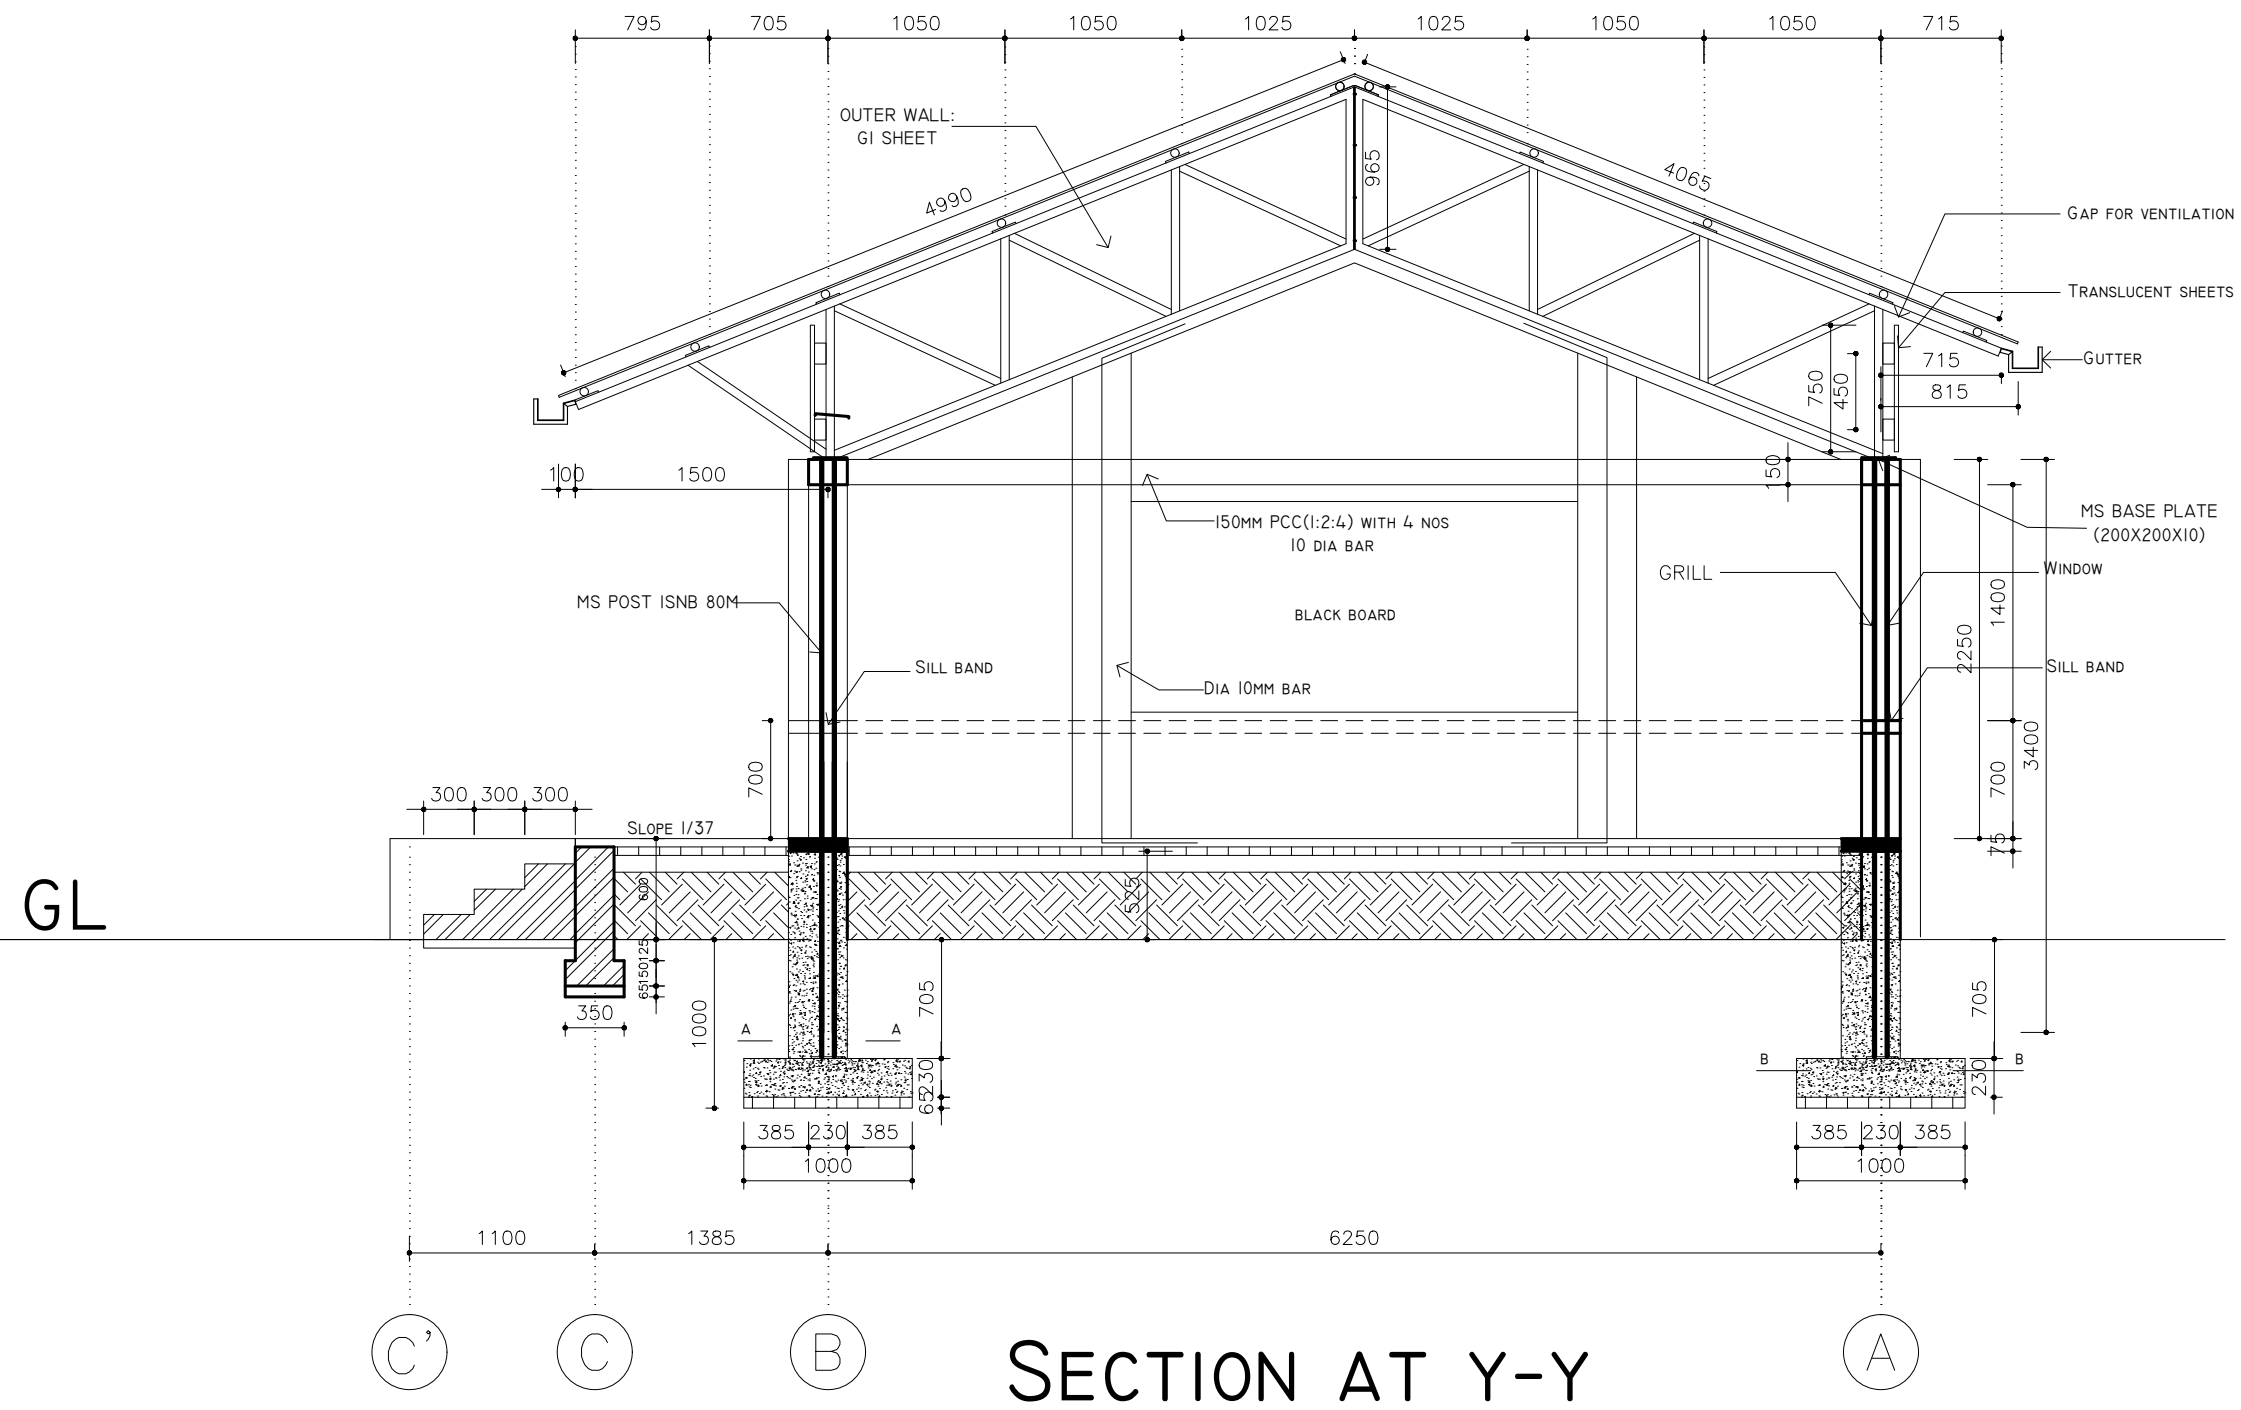 795 705 1050 1050 1025 1025 1050 1050 715
OUTER WALL:
GI SHEET
965
4990
4065
GAP FOR VENTILATION
TRANSLUCENT SHEETS
715
GUTTER
750
450
815
100 1500
150
MS BASE PLATE
(200X200X10)
150MM PCC(1:2:4) WITH 4 NOS
10 DIA BAR
GRILL
WINDOW
MS POST ISNB 80M
1400
BLACK BOARD
2250
SILL BAND
SILL BAND
DIA 10MM BAR
3400
700
700
300 300 300
SLOPE 1/37
75
GL
600
525
125
150
65
350
1000
705
705
A A
B B
230
65
230
385 230 385
1000
385 230 385
1000
1100 1385 6250
C' C B A
SECTION AT Y-Y